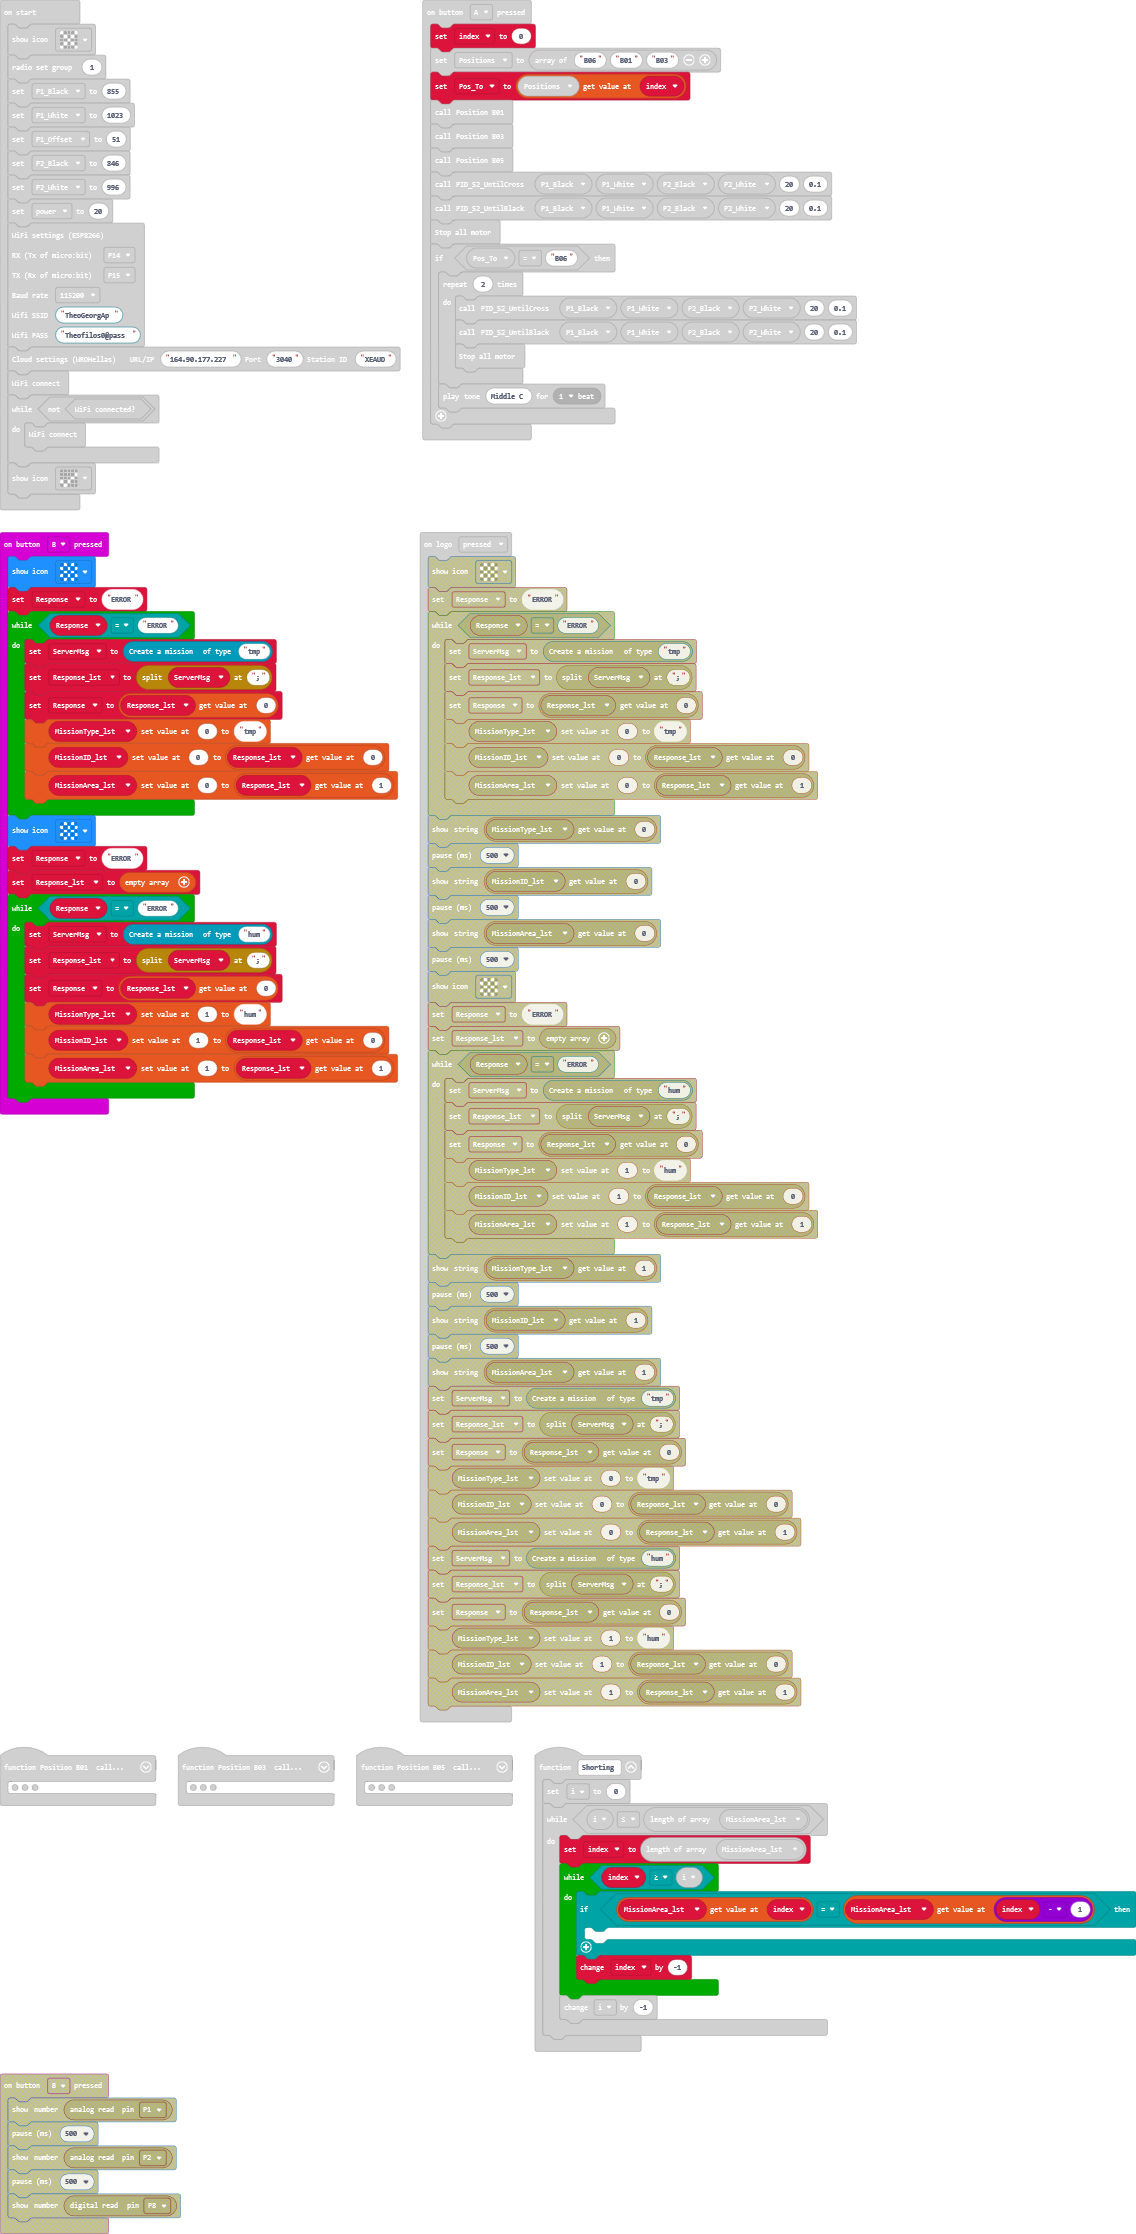 on start
show icon
radio set group 1
set P1_Black to 855
set P1_White to 1023
set P1_Offset to 51
set P2_Black to 846
set P2_White to 996
set power to 20
WiFi settings (ESP8266)
RX (Tx of micro:bit) P14
TX (Rx of micro:bit) P15
Baud rate 115200
Wifi SSID "TheoGeorgAp"
Wifi PASS "Theofilos0@pass"
Cloud settings (WROHellas) URL/IP "164.90.177.227" Port "3040" Station ID "XEAUD"
WiFi connect
while not WiFi connected?
do WiFi connect
show icon
on button A pressed
set index to 0
set Positions to array of "B06" "B01" "B03"
set Pos_To to Positions get value at index
call Position B01
call Position B03
call Position B05
call PID_S2_UntilCross P1_Black P1_White P2_Black P2_White 20 0.1
call PID_S2_UntilBlack P1_Black P1_White P2_Black P2_White 20 0.1
Stop all motor
if Pos_To = "B06" then
repeat 2 times
do call PID_S2_UntilCross P1_Black P1_White P2_Black P2_White 20 0.1
call PID_S2_UntilBlack P1_Black P1_White P2_Black P2_White 20 0.1
Stop all motor
play tone Middle C for 1 beat
on button B pressed
show icon
set Response to "ERROR"
while Response = "ERROR"
do set ServerMsg to Create a mission of type "tmp"
set Response_lst to split ServerMsg at ";"
set Response to Response_lst get value at 0
MissionType_lst set value at 0 to "tmp"
MissionID_lst set value at 0 to Response_lst get value at 0
MissionArea_lst set value at 0 to Response_lst get value at 1
show icon
set Response to "ERROR"
set Response_lst to empty array
while Response = "ERROR"
do set ServerMsg to Create a mission of type "hum"
set Response_lst to split ServerMsg at ";"
set Response to Response_lst get value at 0
MissionType_lst set value at 1 to "hum"
MissionID_lst set value at 1 to Response_lst get value at 0
MissionArea_lst set value at 1 to Response_lst get value at 1
on logo pressed
show icon
set Response to "ERROR"
while Response = "ERROR"
do set ServerMsg to Create a mission of type "tmp"
set Response_lst to split ServerMsg at ";"
set Response to Response_lst get value at 0
MissionType_lst set value at 0 to "tmp"
MissionID_lst set value at 0 to Response_lst get value at 0
MissionArea_lst set value at 0 to Response_lst get value at 1
show string MissionType_lst get value at 0
pause (ms) 500
show string MissionID_lst get value at 0
pause (ms) 500
show string MissionArea_lst get value at 0
pause (ms) 500
show icon
set Response to "ERROR"
set Response_lst to empty array
while Response = "ERROR"
do set ServerMsg to Create a mission of type "hum"
set Response_lst to split ServerMsg at ";"
set Response to Response_lst get value at 0
MissionType_lst set value at 1 to "hum"
MissionID_lst set value at 1 to Response_lst get value at 0
MissionArea_lst set value at 1 to Response_lst get value at 1
show string MissionType_lst get value at 1
pause (ms) 500
show string MissionID_lst get value at 1
pause (ms) 500
show string MissionArea_lst get value at 1
set ServerMsg to Create a mission of type "tmp"
set Response_lst to split ServerMsg at ";"
set Response to Response_lst get value at 0
MissionType_lst set value at 0 to "tmp"
MissionID_lst set value at 0 to Response_lst get value at 0
MissionArea_lst set value at 0 to Response_lst get value at 1
set ServerMsg to Create a mission of type "hum"
set Response_lst to split ServerMsg at ";"
set Response to Response_lst get value at 0
MissionType_lst set value at 1 to "hum"
MissionID_lst set value at 1 to Response_lst get value at 0
MissionArea_lst set value at 1 to Response_lst get value at 1
function Position B01 call...
function Position B03 call...
function Position B05 call...
function Shorting
set i to 0
while i ≤ length of array MissionArea_lst
do set index to length of array MissionArea_lst
while index ≥ i
do if MissionArea_lst get value at index = MissionArea_lst get value at index - 1 then
change index by -1
change i by -1
on button B pressed
show number analog read pin P1
pause (ms) 500
show number analog read pin P2
pause (ms) 500
show number digital read pin P8